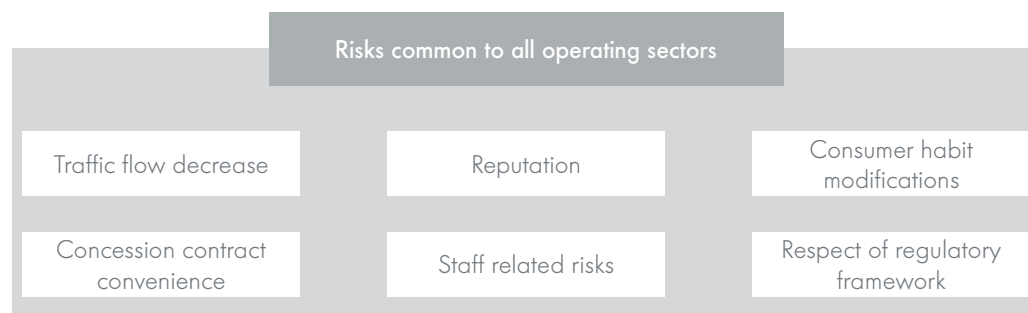 Risks common to all operating sectors
Traffic flow decrease
Reputation
Consumer habit
modifications
Concession contract
convenience
Staff related risks
Respect of regulatory
framework